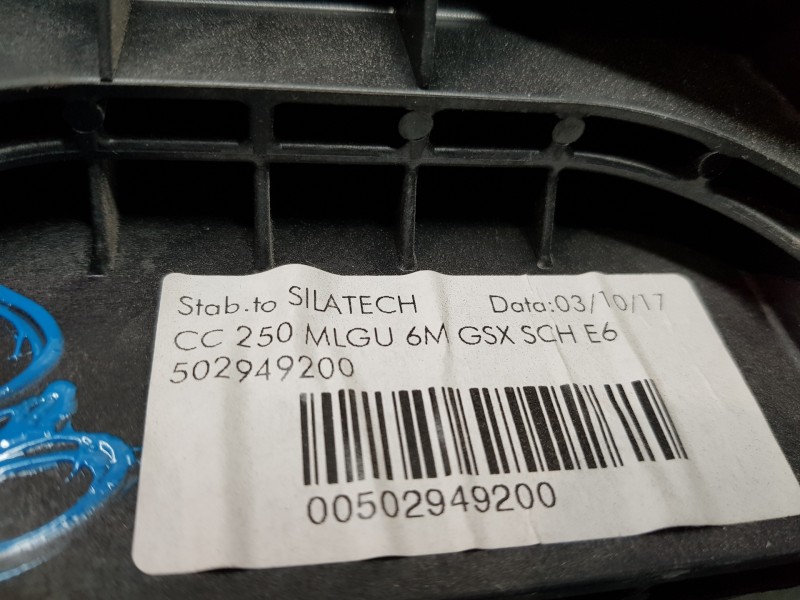 Stab.to SILATECH Data:03/10/17
CC 250 MLGU 6M GSX SCH E6
502949200
00502949200